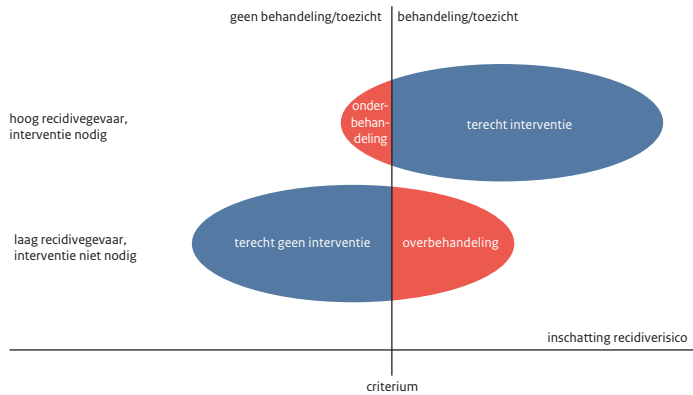 geen behandeling/toezicht
behandeling/toezicht
hoog recidivegevaar,
interventie nodig
onder-
behan-
deling
terecht interventie
laag recidivegevaar,
interventie niet nodig
terecht geen interventie
overbehandeling
inschatting recidiverisico
criterium